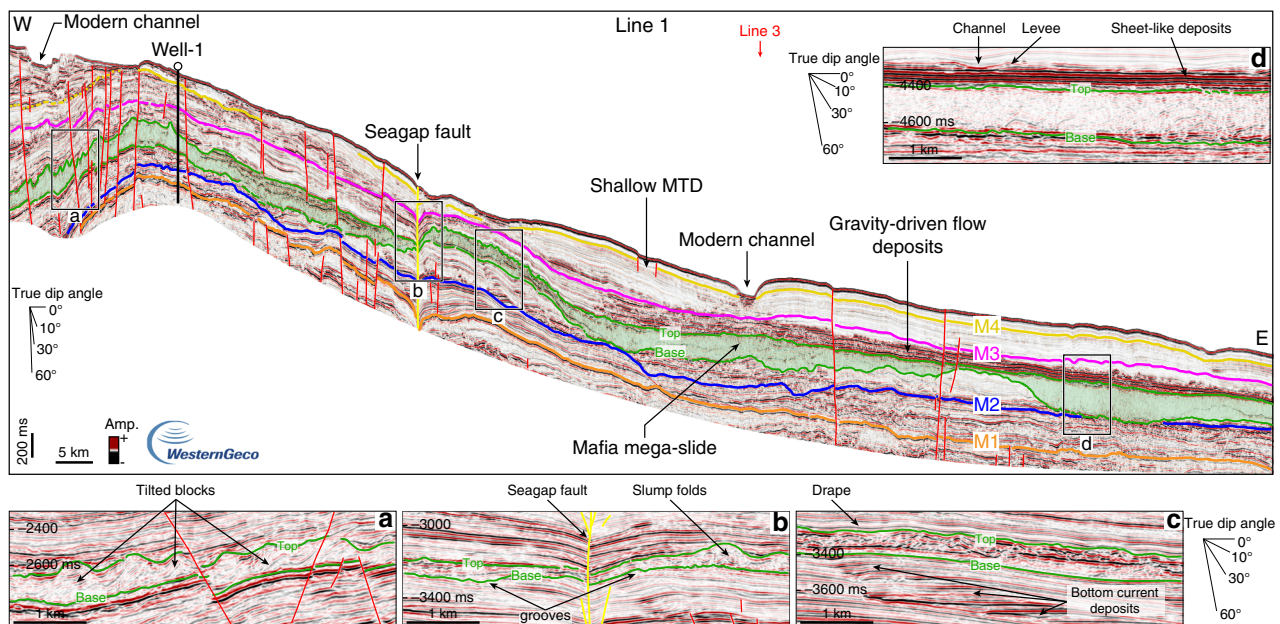 W
Modern channel
Well-1
Line 1
Line 3
Seagap fault
Shallow MTD
Modern channel
Gravity-driven flow
deposits
E
True dip angle
0°
10°
30°
60°
Top
Base
M4
M3
M2
M1
Mafia mega-slide
a
b
c
d
200 ms
5 km
Amp.
+
-
WesternGeco
True dip angle
0°
10°
30°
60°
Channel
Levee
Sheet-like deposits
d
Top
–4400
–4600 ms
Base
1 km
Tilted blocks
a
–2400
Top
–2600 ms
Base
1 km
Seagap fault
Slump folds
b
–3000
Top
Base
–3400 ms
grooves
1 km
Drape
c
Top
–3400
Base
–3600 ms
Bottom current
deposits
1 km
True dip angle
0°
10°
30°
60°